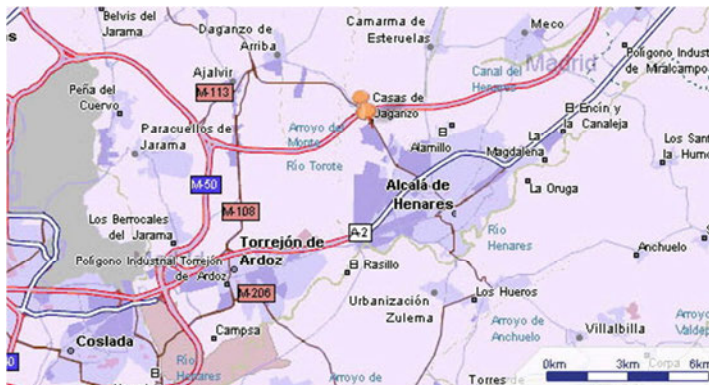 Belvis del
Jarama
Daganzo de
Arriba
Camarma de
Esteruelas
Meco
Madrid
Polígono Indust
de Miralcampo
Ajalvir
M-113
Peña del
Cuervo
Casas de
Daganzo
Canal del
Henares
Encín y
la Canaleja
Paracuellos de
Jarama
Arroyo del
Monte
Alamillo
La
Magdalena
Los Sant
la Humo
Río Torote
M-50
La Oruga
Alcalá de
Henares
M-108
Los Berrocales
del Jarama
A-2
Torrejón de
Ardoz
Río
Henares
Anchuelo
Polígono Industrial Torrejón
de Ardoz
El Rasillo
M-206
Urbanización
Zulema
Los Hueros
Campsa
Coslada
Arroyo de
Anchuelo
Villalbilla
Arroyo
Valdep
Río
Henares
Arroyo de
Torres de
Corpa
0km 3km 6km